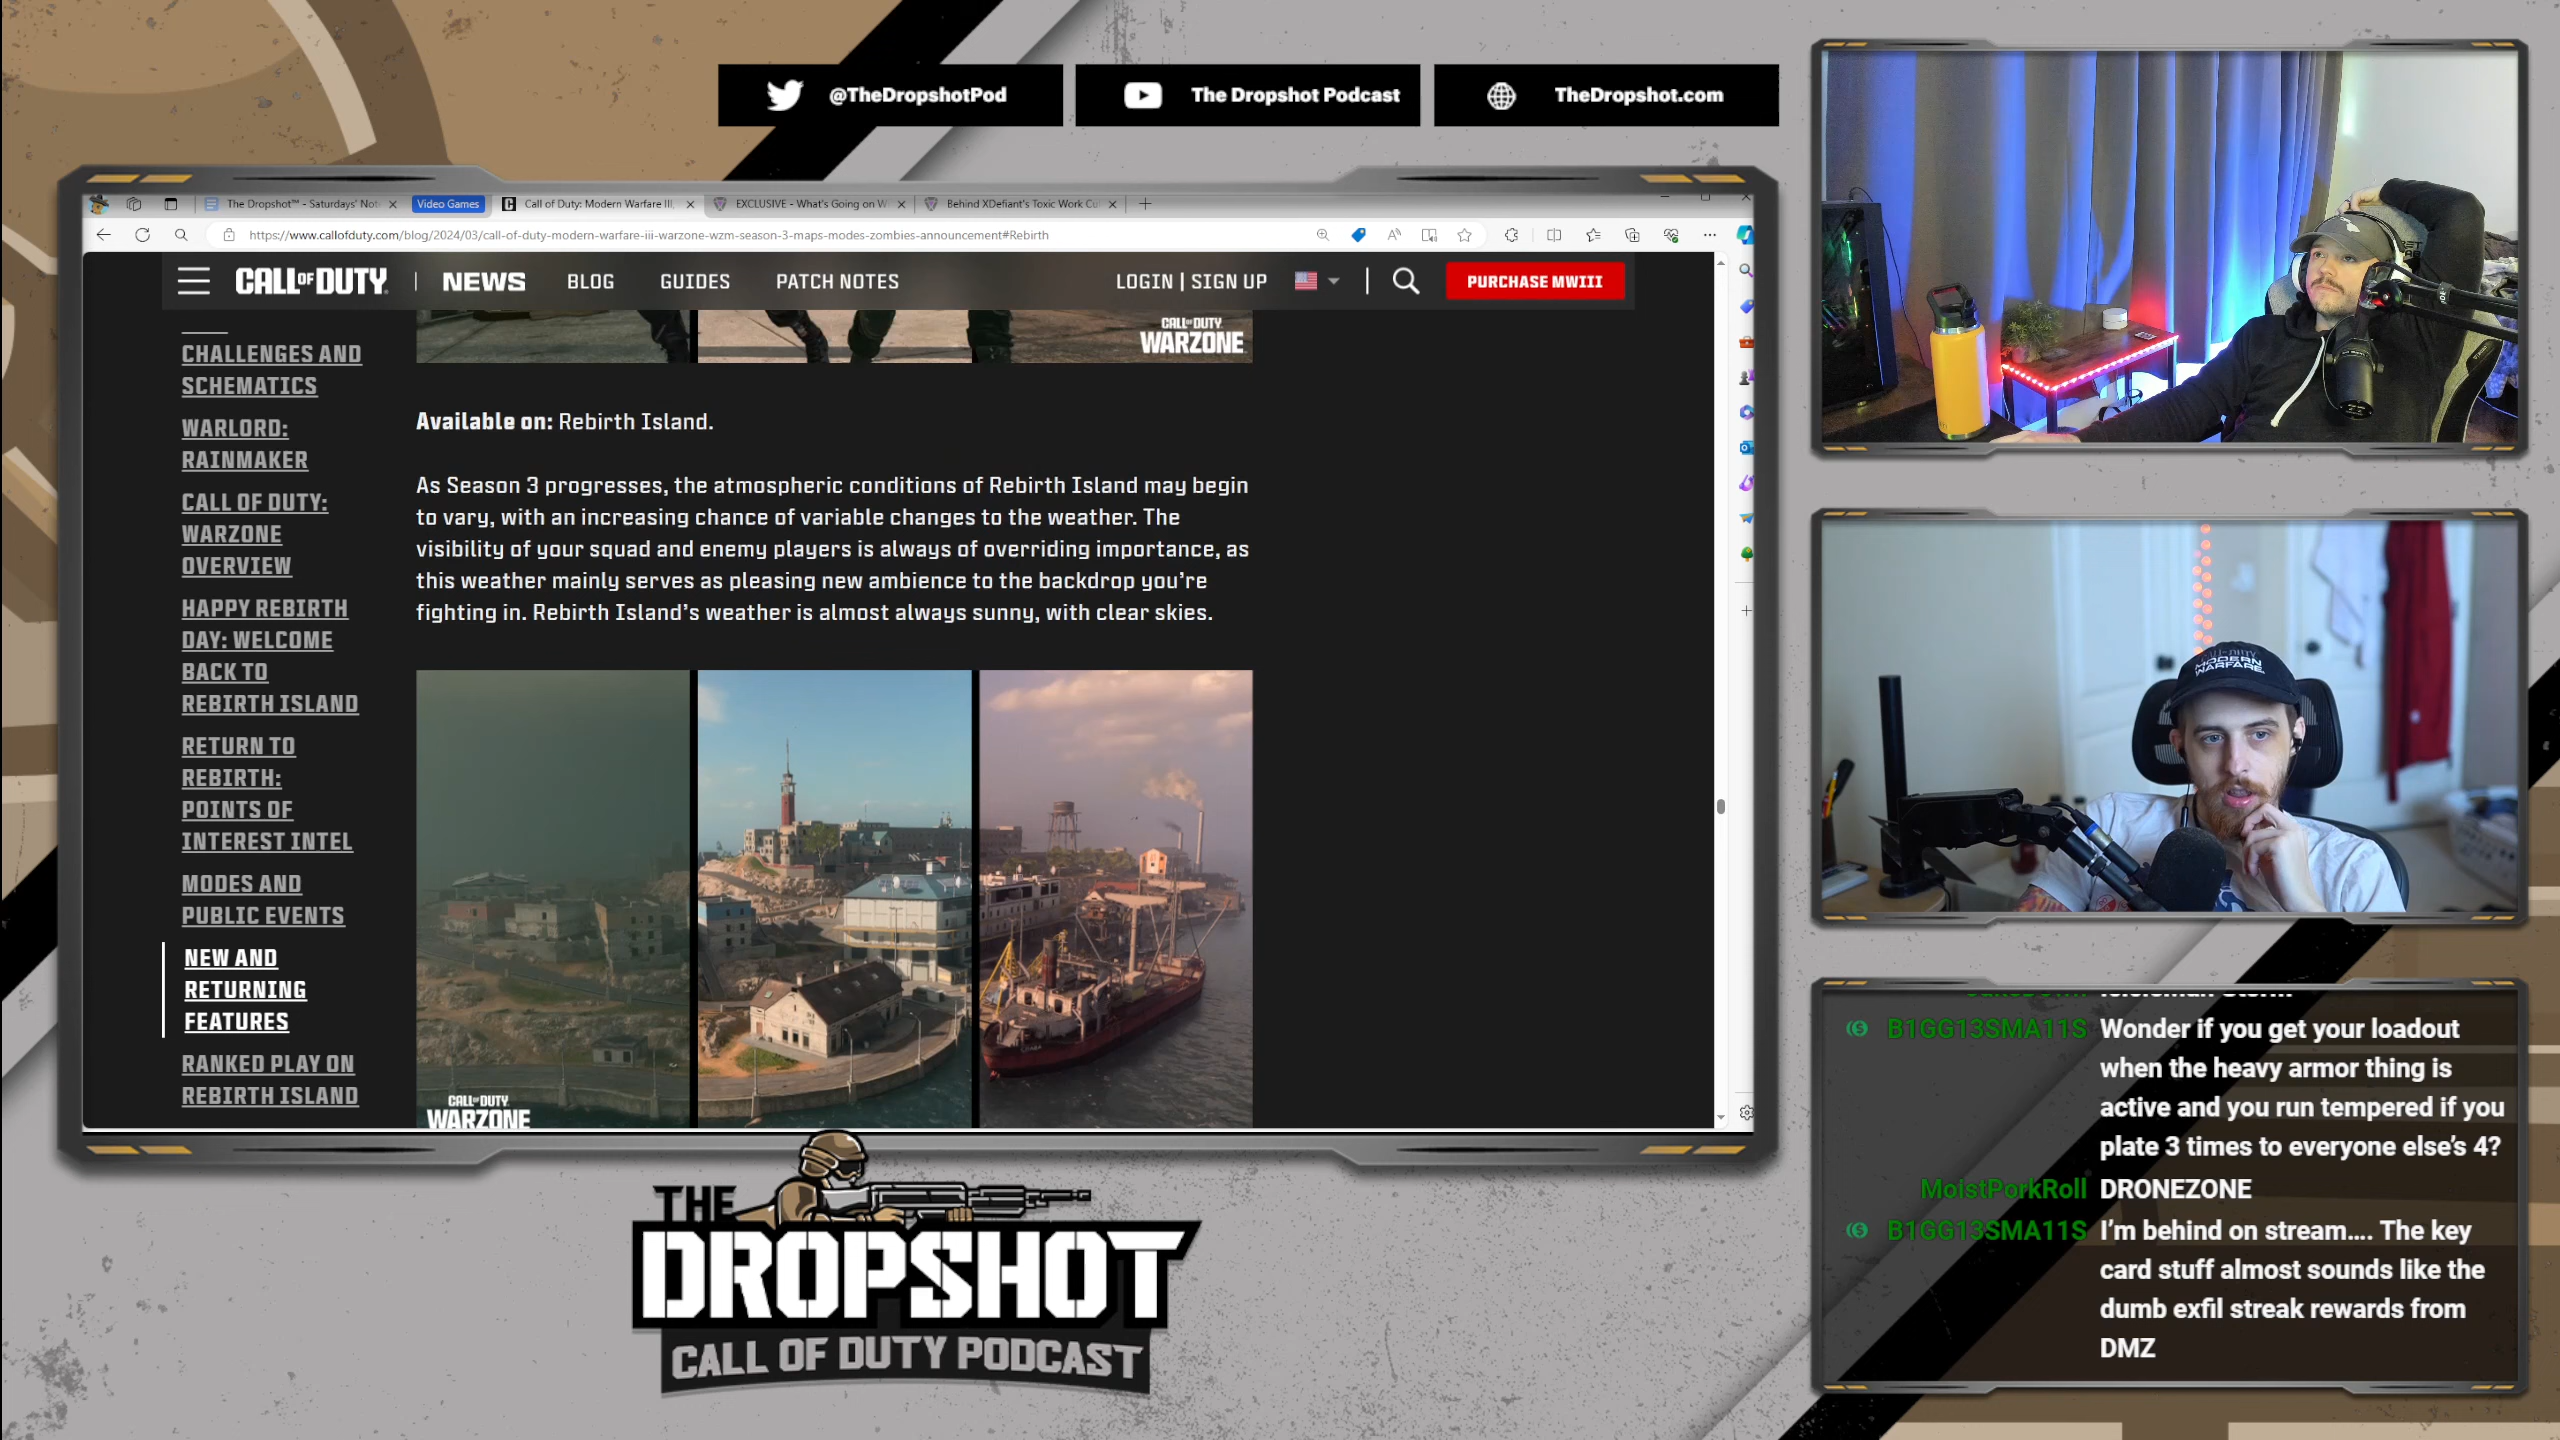 @TheDropshotPod
The Dropshot Podcast
TheDropshot.com
The Dropshot™ - Saturdays' Not
Video Games
Call of Duty: Modern Warfare III,
EXCLUSIVE - What's Going on W
Behind XDefiant's Toxic Work Cu
https://www.callofduty.com/blog/2024/03/call-of-duty-modern-warfare-iii-warzone-wzm-season-3-maps-modes-zombies-announcement#Rebirth
CALL OF DUTY
NEWS
BLOG
GUIDES
PATCH NOTES
LOGIN | SIGN UP
PURCHASE MWIII
CHALLENGES AND
SCHEMATICS
WARLORD:
RAINMAKER
CALL OF DUTY:
WARZONE
OVERVIEW
HAPPY REBIRTH
DAY: WELCOME
BACK TO
REBIRTH ISLAND
RETURN TO
REBIRTH:
POINTS OF
INTEREST INTEL
MODES AND
PUBLIC EVENTS
NEW AND
RETURNING
FEATURES
RANKED PLAY ON
REBIRTH ISLAND
CALL OF DUTY
WARZONE
Available on: Rebirth Island.
As Season 3 progresses, the atmospheric conditions of Rebirth Island may begin
to vary, with an increasing chance of variable changes to the weather. The
visibility of your squad and enemy players is always of overriding importance, as
this weather mainly serves as pleasing new ambience to the backdrop you're
fighting in. Rebirth Island's weather is almost always sunny, with clear skies.
CALL OF DUTY
WARZONE
MODERN
WARFARE
B1GG13SMA11S Wonder if you get your loadout
when the heavy armor thing is
active and you run tempered if you
plate 3 times to everyone else's 4?
MoistPorkRoll DRONEZONE
B1GG13SMA11S I'm behind on stream.... The key
card stuff almost sounds like the
dumb exfil streak rewards from
DMZ
THE
DROPSHOT
CALL OF DUTY PODCAST